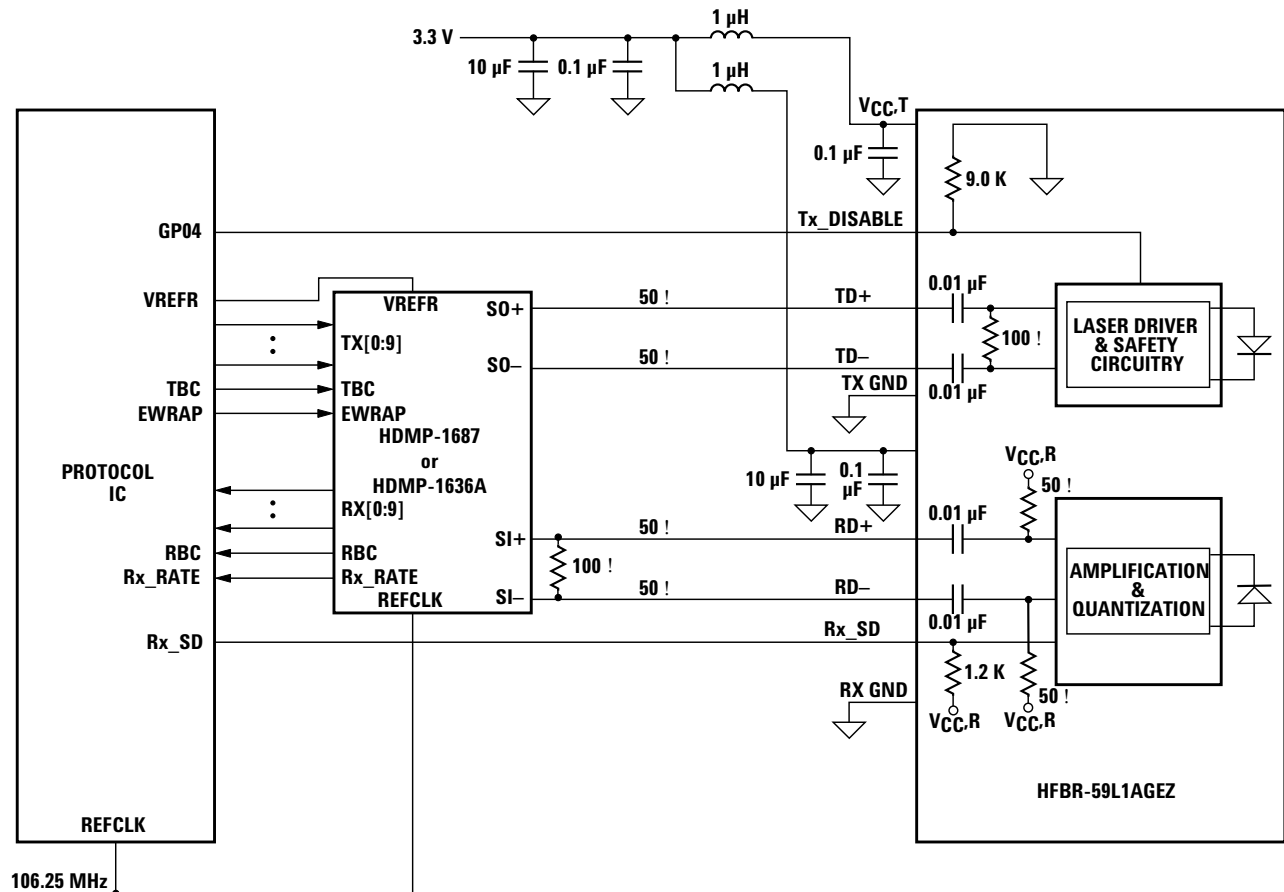 1 µH
3.3 V
10 µF
0.1 µF
1 µH
VCC,T
0.1 µF
9.0 K
GP04
Tx_DISABLE
VREFR
VREFR
SO+
50 !
TD+
0.01 µF
:
TX[0:9]
100 !
LASER DRIVER
& SAFETY
CIRCUITRY
SO–
50 !
TD–
0.01 µF
TBC
TBC
TX GND
EWRAP
EWRAP
HDMP-1687
or
HDMP-1636A
PROTOCOL
IC
10 µF
0.1
µF
VCC,R
50 !
:
RX[0:9]
SI+
50 !
RD+
0.01 µF
RBC
RBC
100 !
Rx_RATE
Rx_RATE
AMPLIFICATION
&
QUANTIZATION
REFCLK
SI–
50 !
RD–
0.01 µF
Rx_SD
Rx_SD
1.2 K
50 !
RX GND
VCC,R
VCC,R
HFBR-59L1AGEZ
REFCLK
106.25 MHz